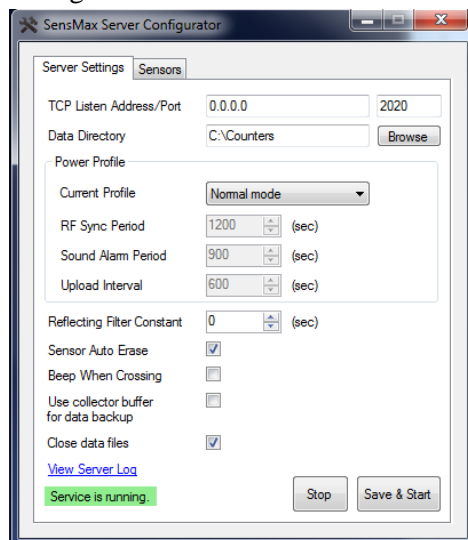 SensMax Server Configurator
Server Settings Sensors
TCP Listen Address/Port 0.0.0.0 2020
Data Directory C:\Counters Browse
Power Profile
Current Profile Normal mode
RF Sync Period 1200 (sec)
Sound Alarm Period 900 (sec)
Upload Interval 600 (sec)
Reflecting Filter Constant 0 (sec)
Sensor Auto Erase
Beep When Crossing
Use collector buffer
for data backup
Close data files
View Server Log
Service is running. Stop Save & Start